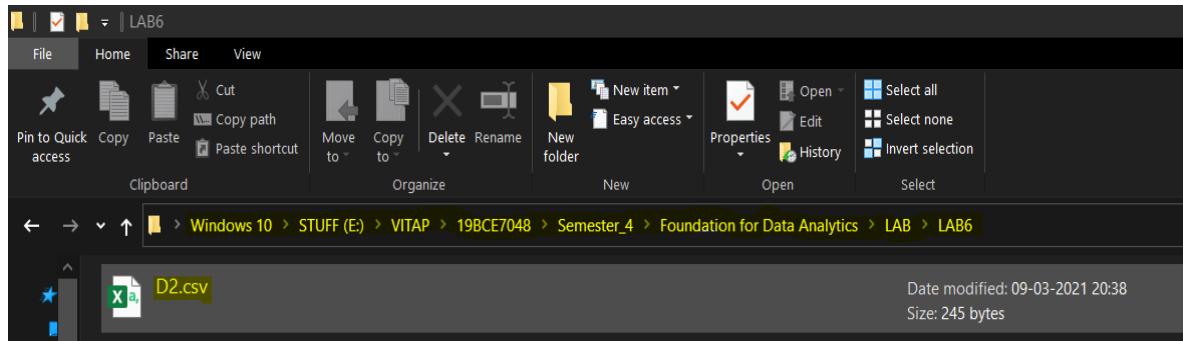 LAB6
File Home Share View
Pin to Quick access
Copy
Paste
Cut
Copy path
Paste shortcut
Clipboard
Move to
Copy to
Delete
Rename
Organize
New folder
New item
Easy access
New
Properties
Open
Edit
History
Open
Select all
Select none
Invert selection
Select
Windows 10 > STUFF (E:) > VITAP > 19BCE7048 > Semester_4 > Foundation for Data Analytics > LAB > LAB6
D2.csv
Date modified: 09-03-2021 20:38
Size: 245 bytes